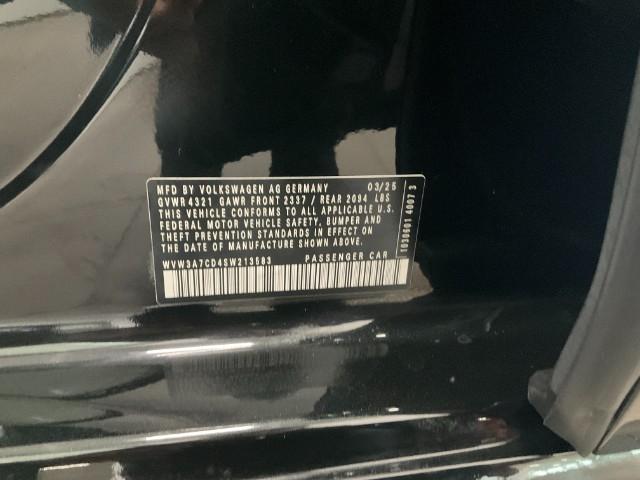 MFD BY VOLKSWAGEN AG GERMANY 03/25
GVWR 4321 GAWR FRONT 2337 / REAR 2094 LBS
THIS VEHICLE CONFORMS TO ALL APPLICABLE U.S.
FEDERAL MOTOR VEHICLE SAFETY, BUMPER AND
THEFT PREVENTION STANDARDS IN EFFECT ON
THE DATE OF MANUFACTURE SHOWN ABOVE.
WVW3A7CD4SW213583 PASSENGER CAR